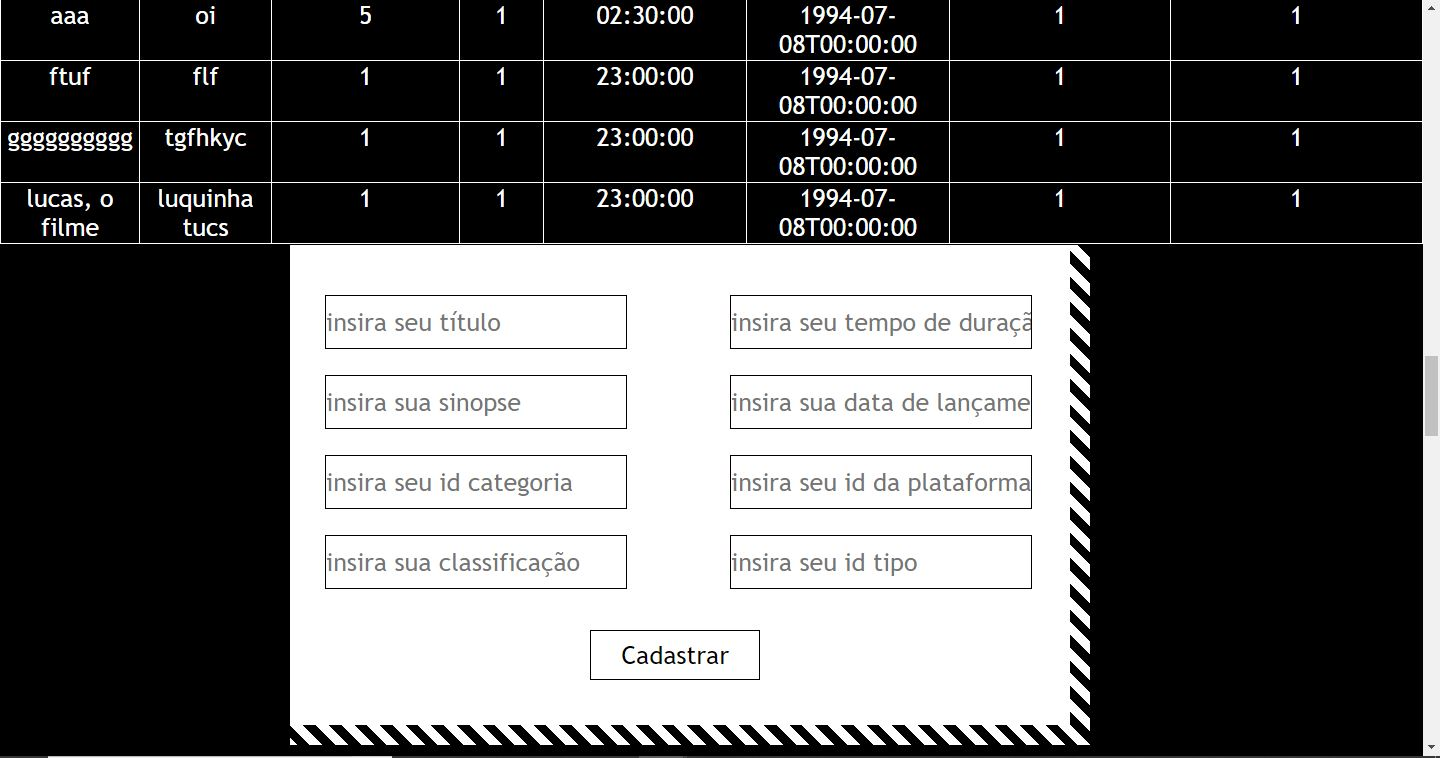 aaa oi 5 1 02:30:00 1994-07- 1 1
08T00:00:00
ftuf flf 1 1 23:00:00 1994-07- 1 1
08T00:00:00
gggggggggg tgfhkyc 1 1 23:00:00 1994-07- 1 1
08T00:00:00
lucas, o luquinha 1 1 23:00:00 1994-07- 1 1
filme tucs 08T00:00:00
insira seu título insira seu tempo de duraçã
insira sua sinopse insira sua data de lançame
insira seu id categoria insira seu id da plataforma
insira sua classificação insira seu id tipo
Cadastrar